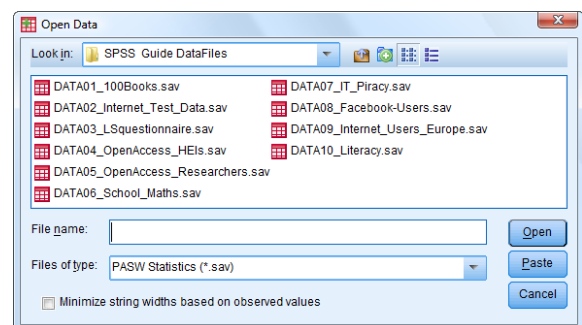 Open Data
Look in: SPSS Guide DataFiles
DATA01_100Books.sav
DATA02_Internet_Test_Data.sav
DATA03_LSquestionnaire.sav
DATA04_OpenAccess_HEIs.sav
DATA05_OpenAccess_Researchers.sav
DATA06_School_Maths.sav
DATA07_IT_Piracy.sav
DATA08_Facebook-Users.sav
DATA09_Internet_Users_Europe.sav
DATA10_Literacy.sav
File name:
Open
Files of type: PASW Statistics (*.sav)
Paste
Minimize string widths based on observed values
Cancel